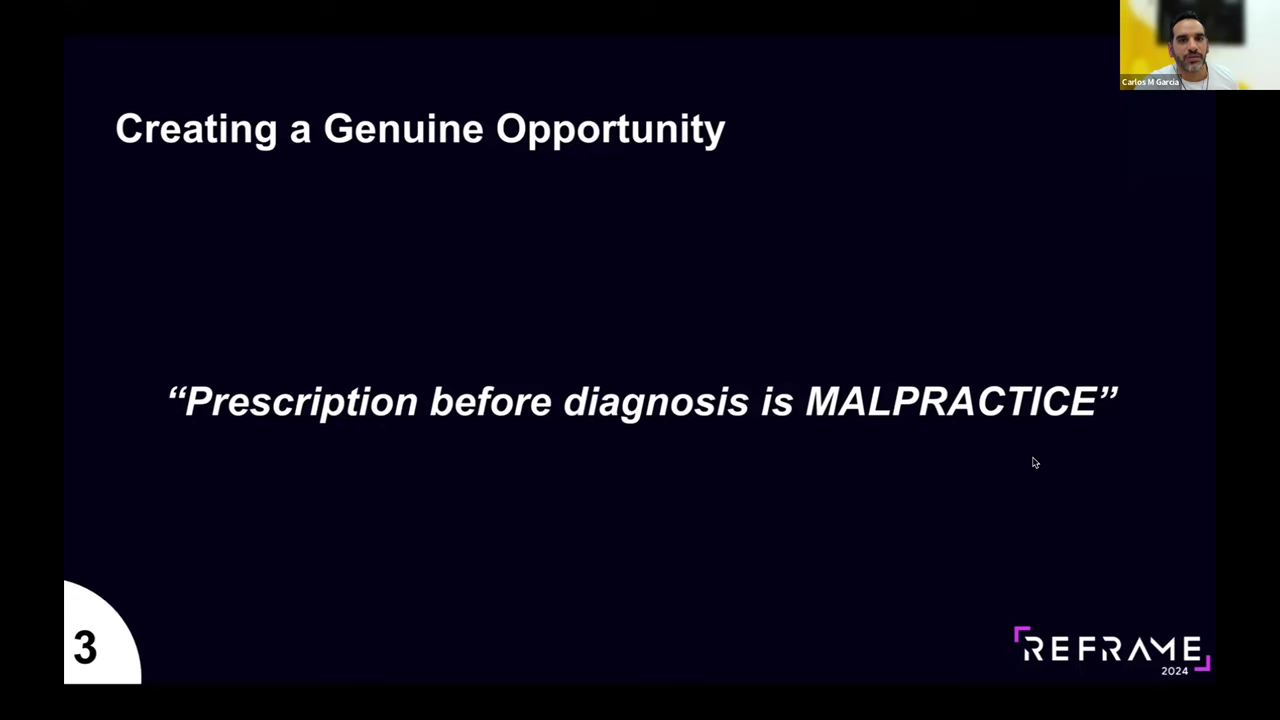 Carlos M Garcia
Creating a Genuine Opportunity
“Prescription before diagnosis is MALPRACTICE”
3
REFRAME
2024